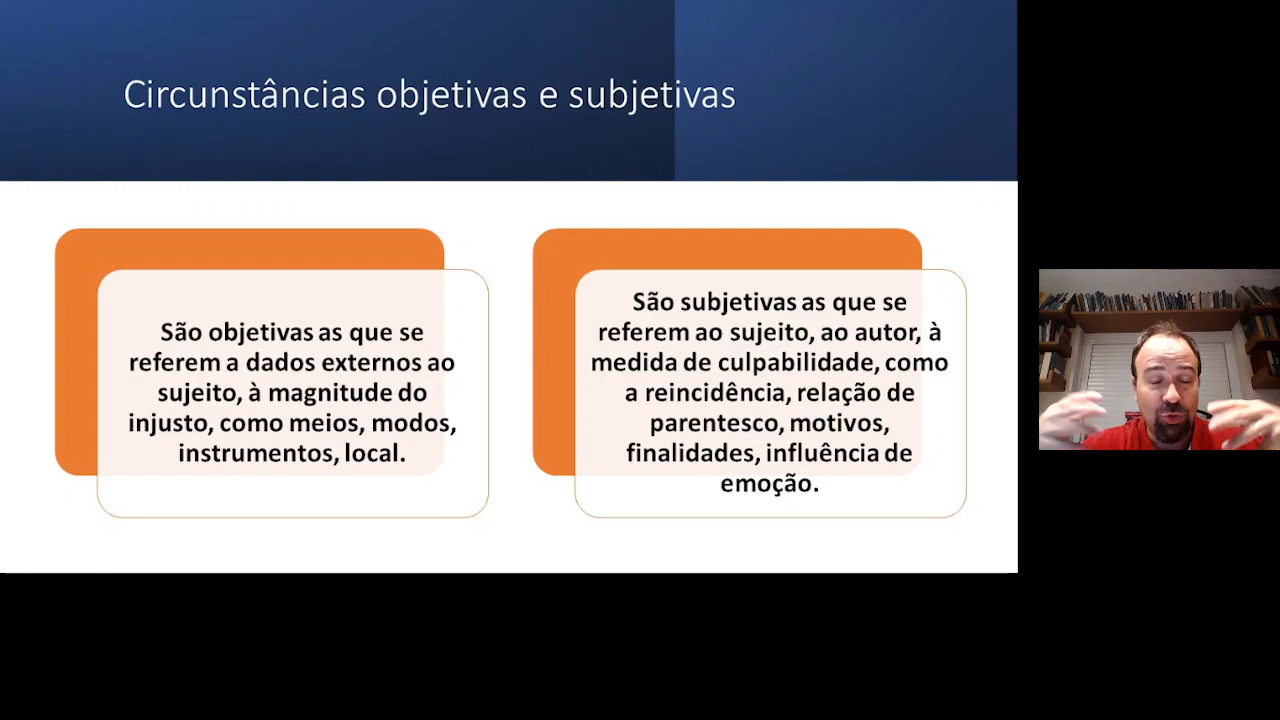 Circunstâncias objetivas e subjetivas
São objetivas as que se
referem a dados externos ao
sujeito, à magnitude do
injusto, como meios, modos,
instrumentos, local.
São subjetivas as que se
referem ao sujeito, ao autor, à
medida de culpabilidade, como
a reincidência, relação de
parentesco, motivos,
finalidades, influência de
emoção.